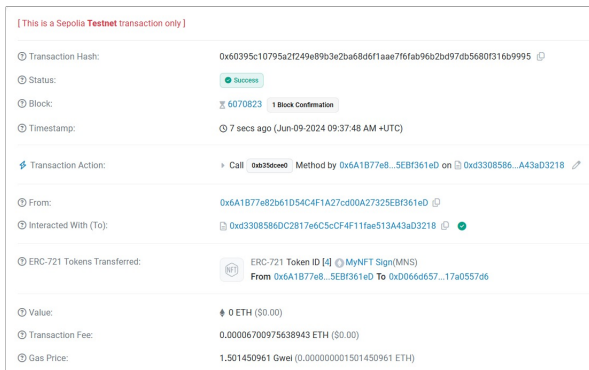 [ This is a Sepolia Testnet transaction only ]
Transaction Hash: 0x60395c10795a2f249e89b3e2ba68d6f1aae7f6fab96b2bd97db5680f316b9995
Status: Success
Block: 6070823 1 Block Confirmation
Timestamp: 7 secs ago (Jun-09-2024 09:37:48 AM +UTC)
Transaction Action: Call 0xb35dcee0 Method by 0x6A1B77e8...5EBf361eD on 0xd3308586...A43aD3218
From: 0x6A1B77e82b61D54C4F1A27cd00A27325EBf361eD
Interacted With (To): 0xd3308586DC2817e6C5cCF4F11fae513A43aD3218
ERC-721 Tokens Transferred: NFT ERC-721 Token ID [4] MyNFT Sign(MNS)
From 0x6A1B77e8...5EBf361eD To 0xD066d657...17a0557d6
Value: 0 ETH ($0.00)
Transaction Fee: 0.00006700975638943 ETH ($0.00)
Gas Price: 1.501450961 Gwei (0.000000001501450961 ETH)